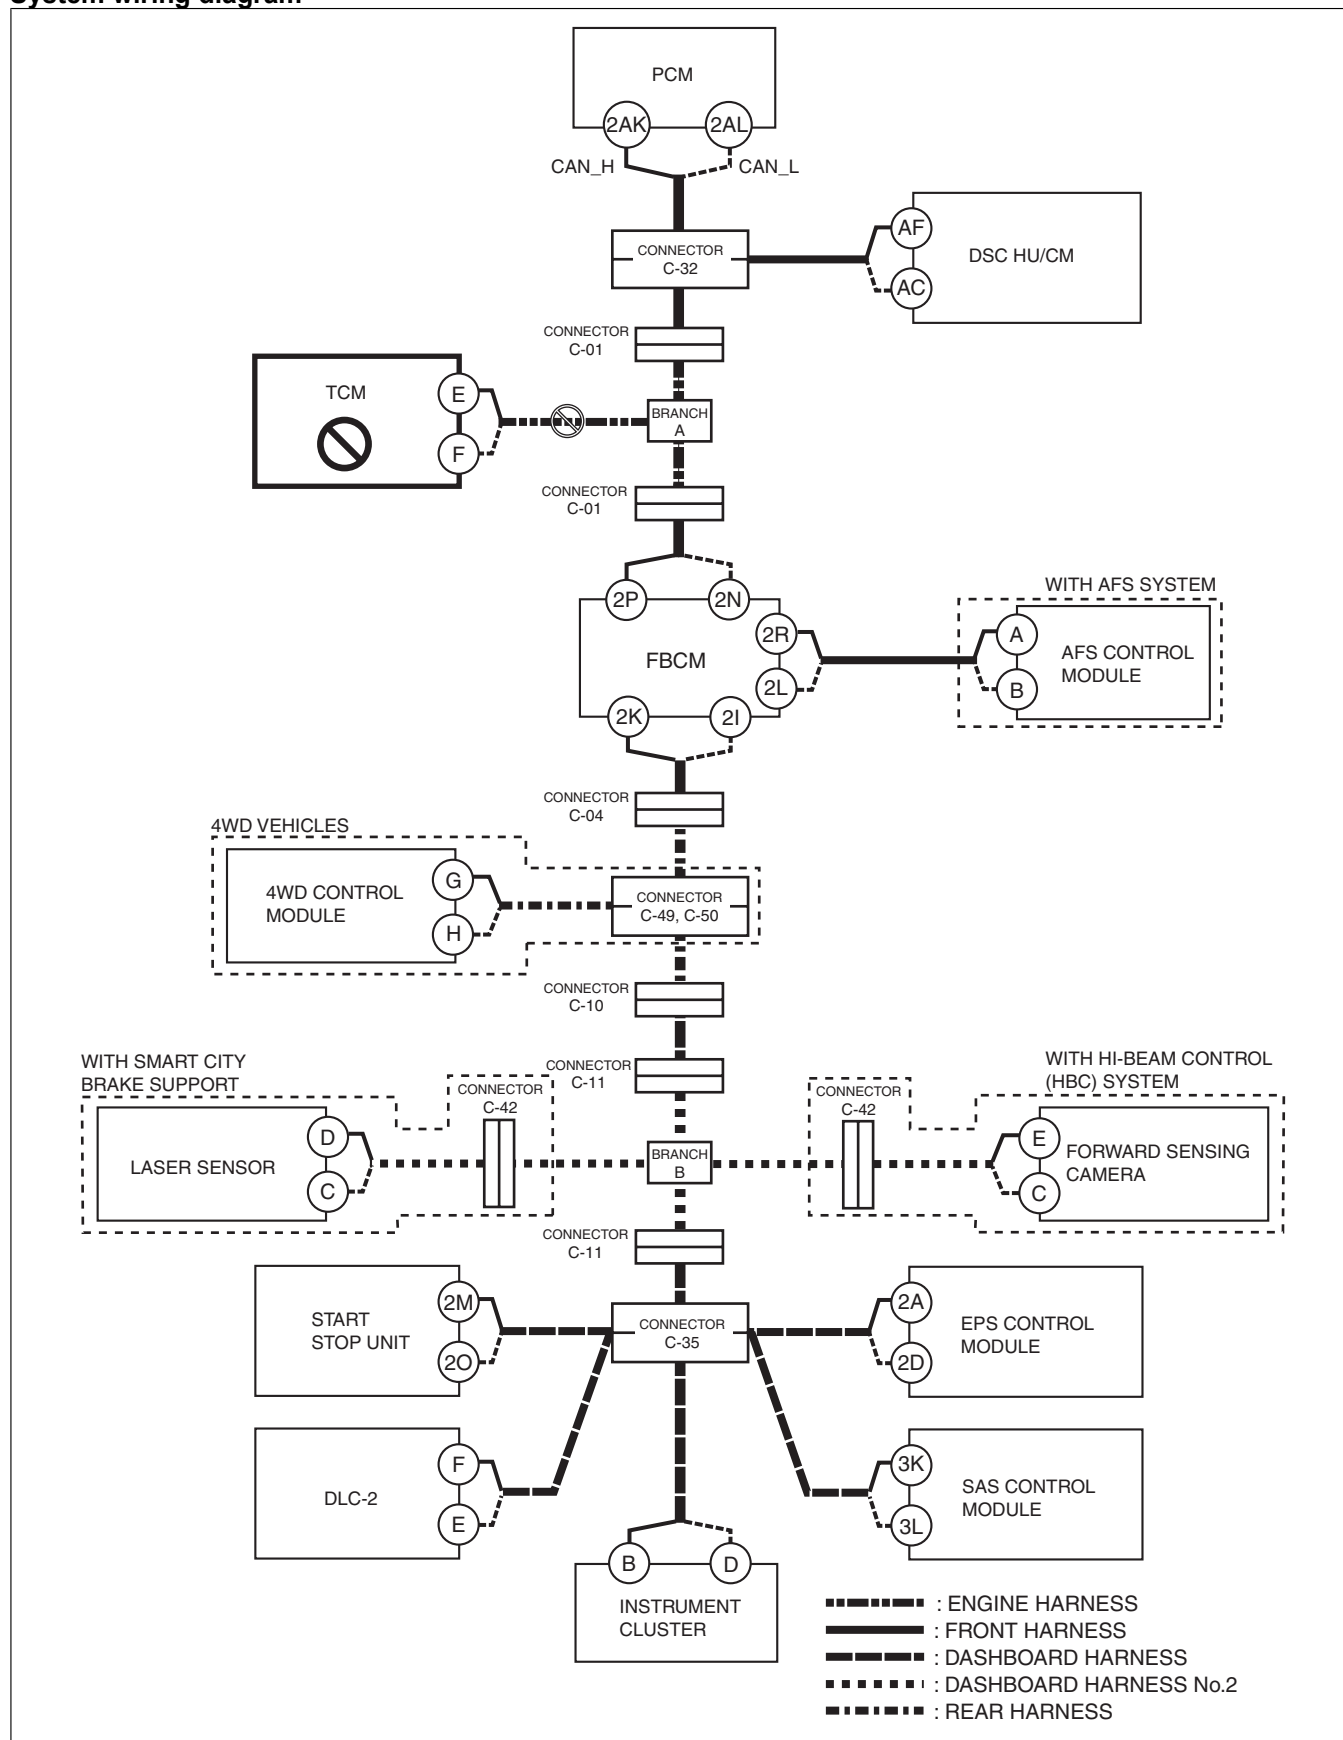 System wiring diagram
PCM
2AK
2AL
CAN_H
CAN_L
CONNECTOR
C-32
AF
AC
DSC HU/CM
CONNECTOR
C-01
TCM
E
F
BRANCH
A
CONNECTOR
C-01
2P
2N
2R
2L
FBCM
2K
2I
WITH AFS SYSTEM
A
B
AFS CONTROL
MODULE
CONNECTOR
C-04
4WD VEHICLES
4WD CONTROL
MODULE
G
H
CONNECTOR
C-49, C-50
CONNECTOR
C-10
CONNECTOR
C-11
WITH SMART CITY
BRAKE SUPPORT
LASER SENSOR
D
C
CONNECTOR
C-42
BRANCH
B
WITH HI-BEAM CONTROL
(HBC) SYSTEM
CONNECTOR
C-42
E
C
FORWARD SENSING
CAMERA
CONNECTOR
C-11
START
STOP UNIT
2M
2O
CONNECTOR
C-35
2A
2D
EPS CONTROL
MODULE
DLC-2
F
E
3K
3L
SAS CONTROL
MODULE
B
D
INSTRUMENT
CLUSTER
: ENGINE HARNESS
: FRONT HARNESS
: DASHBOARD HARNESS
: DASHBOARD HARNESS No.2
: REAR HARNESS